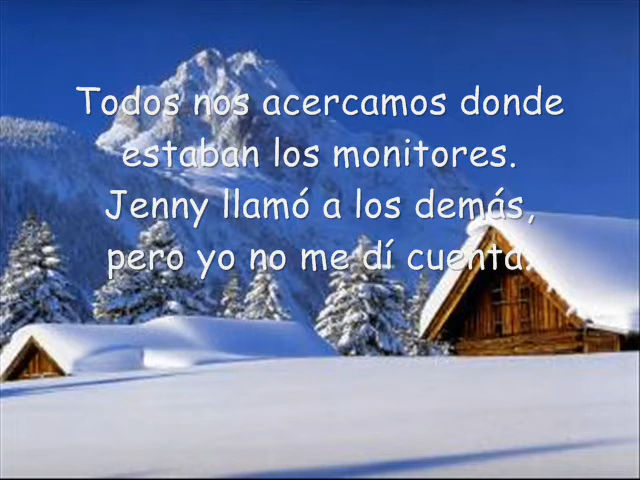 Todos nos acercamos donde
estaban los monitores.
Jenny llamó a los demás,
pero yo no me dí cuenta.